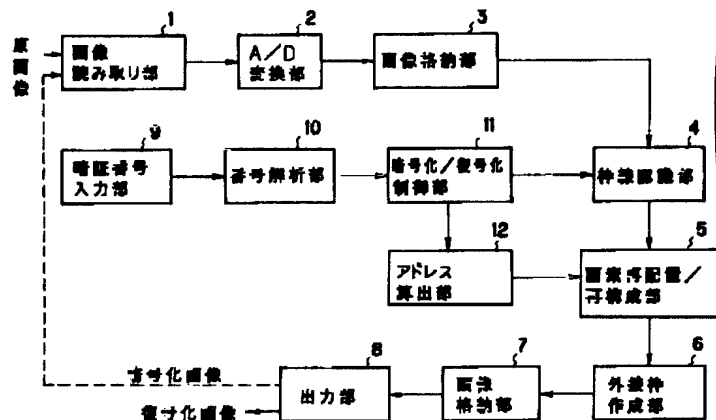 1
2
3
原画像
画像
読み取り部
A/D
変換部
画像格納部
9
10
11
4
暗証番号
入力部
番号解析部
暗号化/復号化
制御部
枠線認識部
12
5
アドレス
算出部
画素再配置/
再構成部
8
7
6
暗号化画像
出力部
画像
格納部
外接枠
作成部
復号化画像